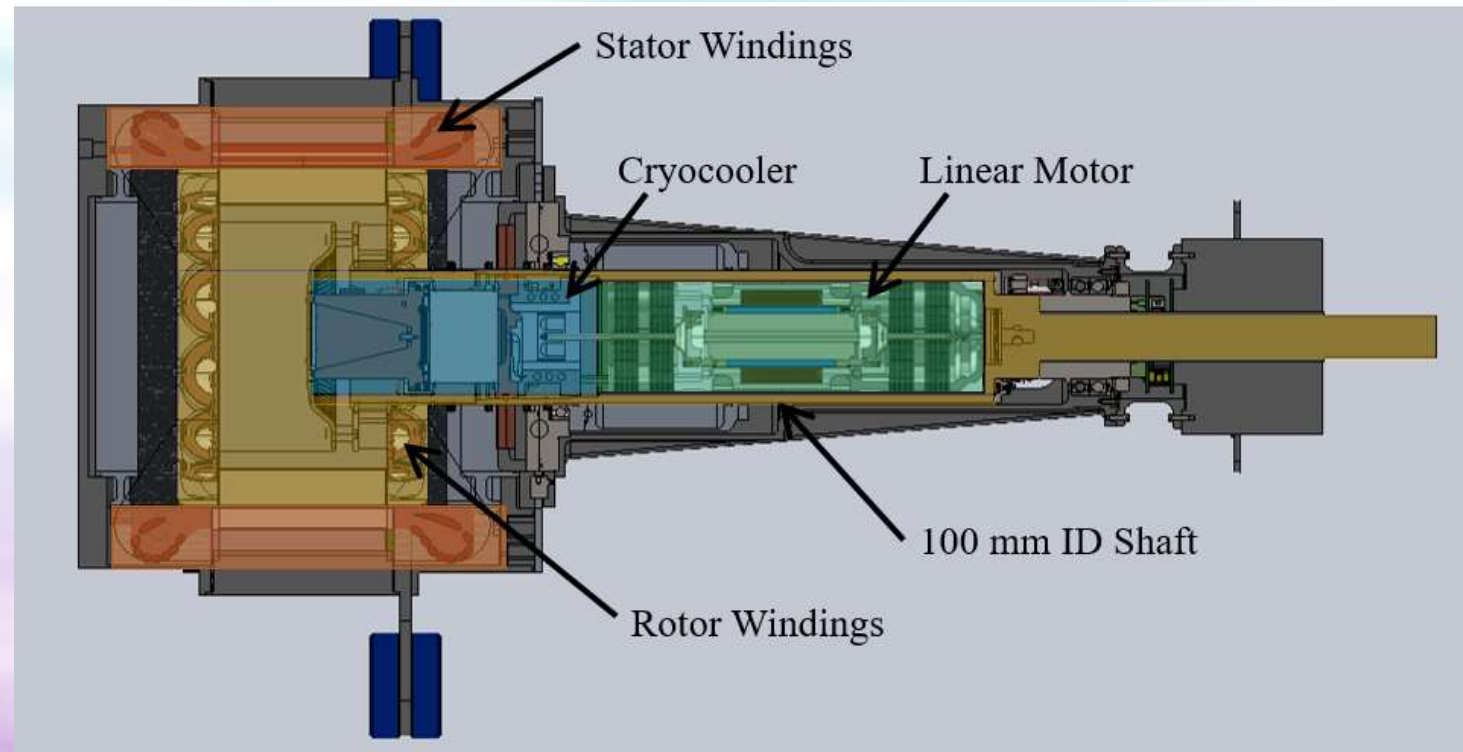 Stator Windings
Cryocooler
Linear Motor
100 mm ID Shaft
Rotor Windings